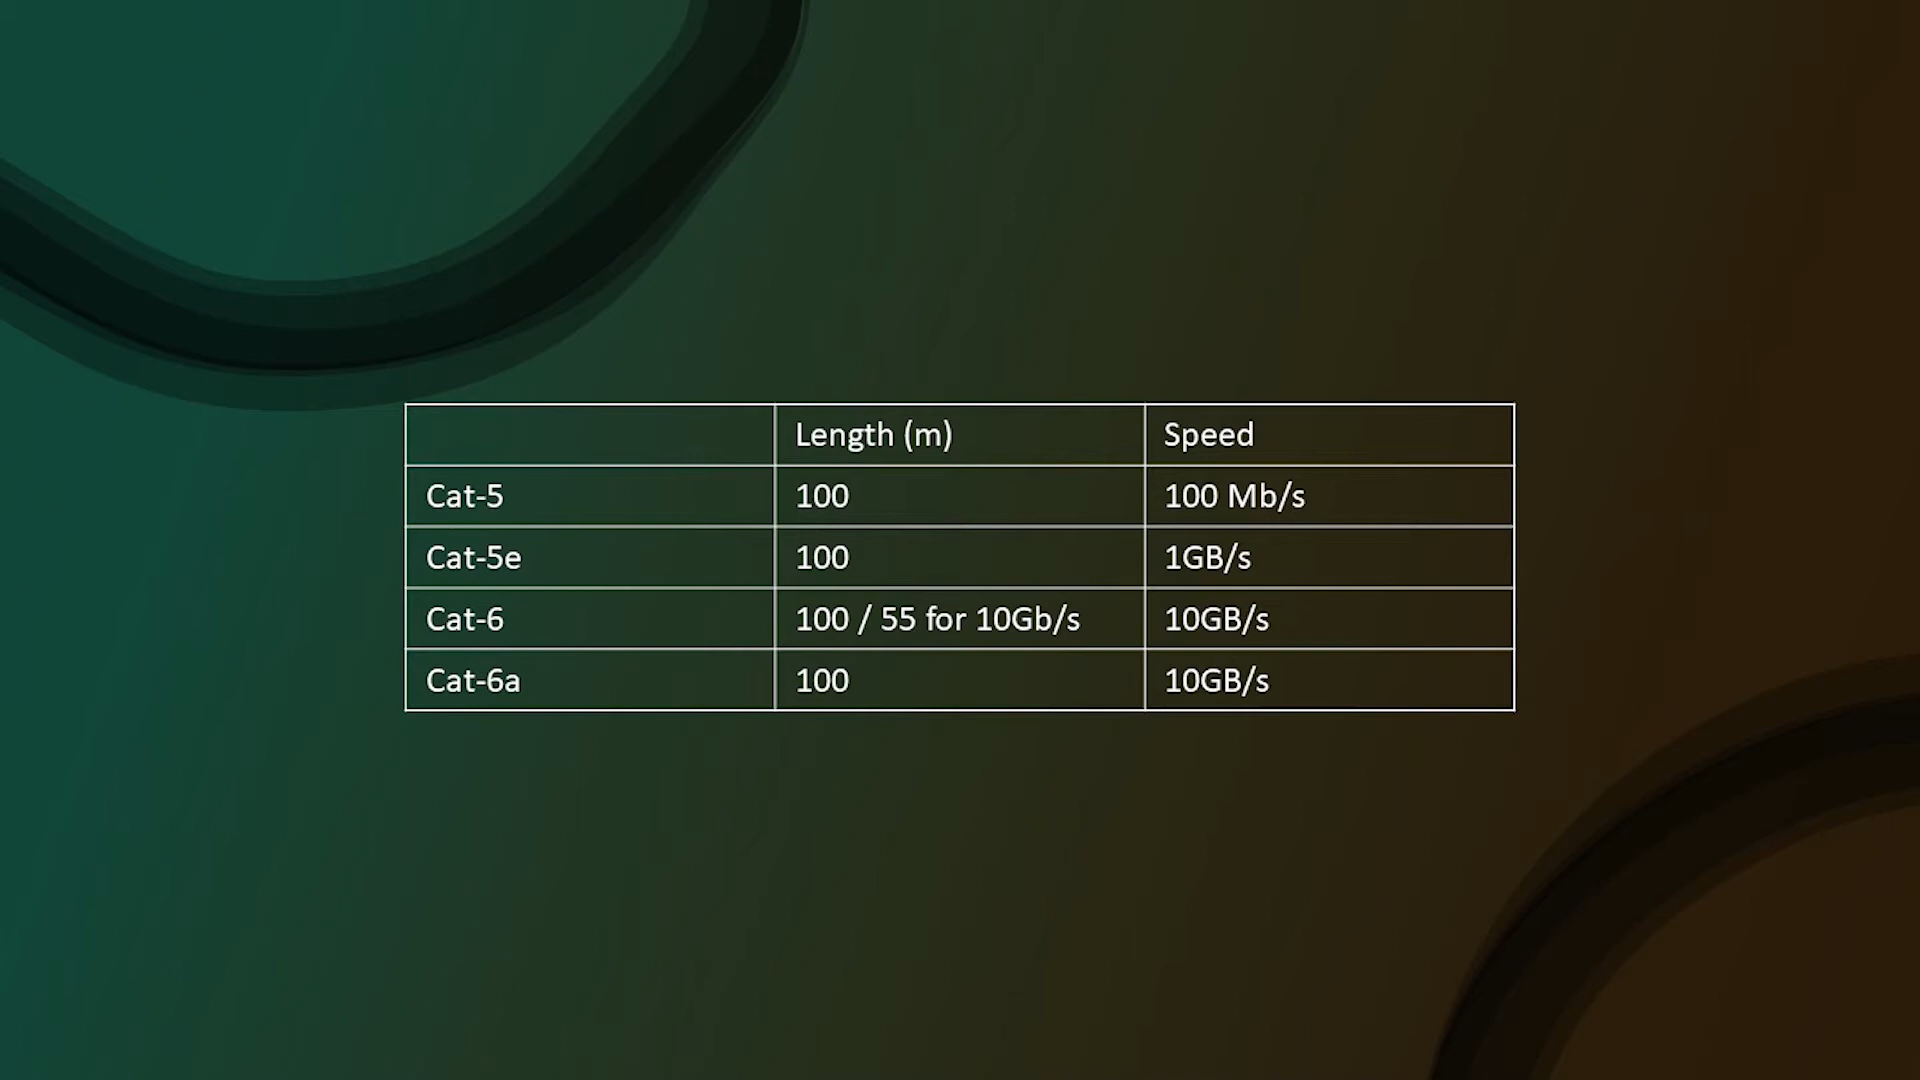 Length (m) Speed
Cat-5 100 100 Mb/s
Cat-5e 100 1GB/s
Cat-6 100 / 55 for 10Gb/s 10GB/s
Cat-6a 100 10GB/s